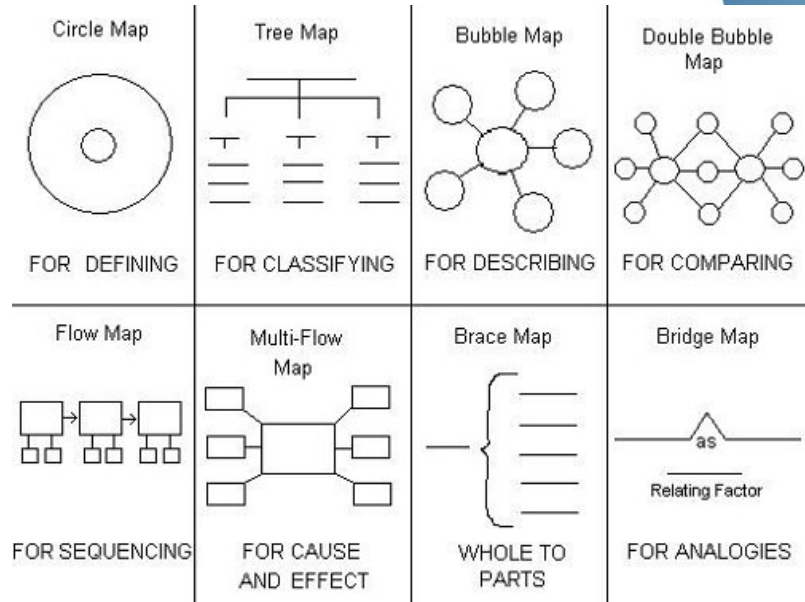 Circle Map
FOR DEFINING
Tree Map
FOR CLASSIFYING
Bubble Map
FOR DESCRIBING
Double Bubble
Map
FOR COMPARING
Flow Map
FOR SEQUENCING
Multi-Flow
Map
FOR CAUSE
AND EFFECT
Brace Map
WHOLE TO
PARTS
Bridge Map
as
Relating Factor
FOR ANALOGIES